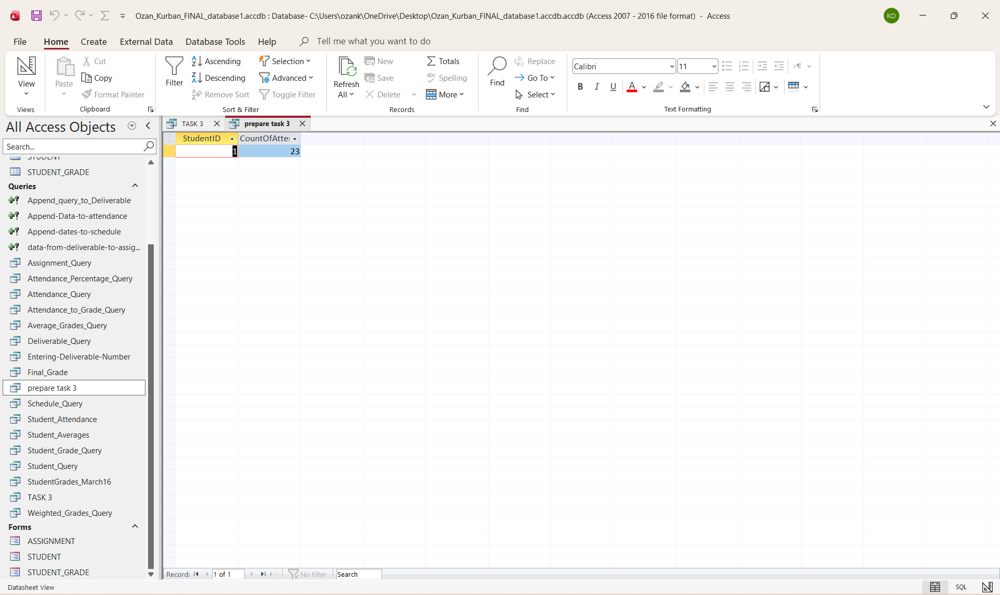 Ozan_Kurban_FINAL_database1.accdb : Database- C:\Users\ozank\OneDrive\Desktop\Ozan_Kurban_FINAL_database1.accdb.accdb (Access 2007 - 2016 file format) - Access
KO
File Home Create External Data Database Tools Help Tell me what you want to do
View
Views
Paste
Cut
Copy
Format Painter
Clipboard
Filter
Ascending
Descending
Remove Sort
Selection
Advanced
Toggle Filter
Sort & Filter
Refresh
All
New
Save
Delete
Totals
Spelling
More
Records
Find
Replace
Go To
Select
Find
Calibri
11
B I U A
Text Formatting
All Access Objects
Search...
STUDENT
STUDENT_GRADE
Queries
Append_query_to_Deliverable
Append-Data-to-attendance
Append-dates-to-schedule
data-from-deliverable-to-assig...
Assignment_Query
Attendance_Percentage_Query
Attendance_Query
Attendance_to_Grade_Query
Average_Grades_Query
Deliverable_Query
Entering-Deliverable-Number
Final_Grade
prepare task 3
Schedule_Query
Student_Attendance
Student_Averages
Student_Grade_Query
Student_Query
StudentGrades_March16
TASK 3
Weighted_Grades_Query
Forms
ASSIGNMENT
STUDENT
STUDENT_GRADE
TASK 3 prepare task 3
StudentID CountOfAtte
1 23
Record: 1 of 1 No Filter Search
Datasheet View
SQL